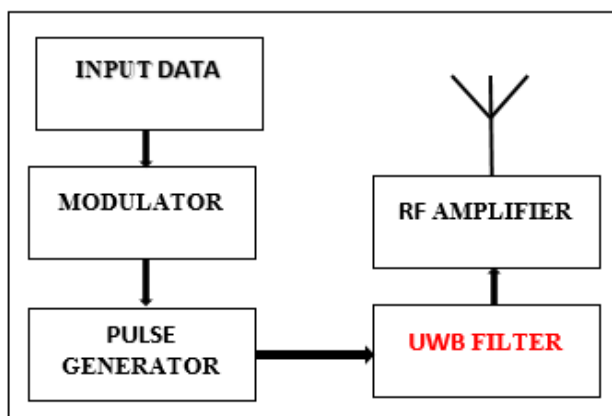 INPUT DATA
MODULATOR
PULSE
GENERATOR
RF AMPLIFIER
UWB FILTER